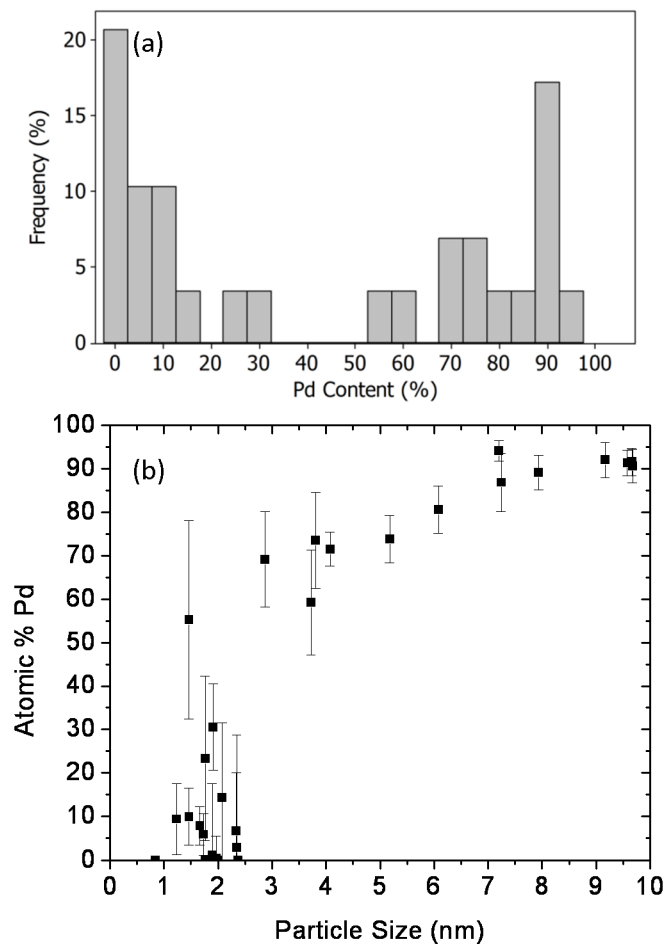 (a)
Frequency (%)
20
15
10
5
0
0 10 20 30 40 50 60 70 80 90 100
Pd Content (%)
(b)
Atomic % Pd
100
90
80
70
60
50
40
30
20
10
0
0 1 2 3 4 5 6 7 8 9 10
Particle Size (nm)